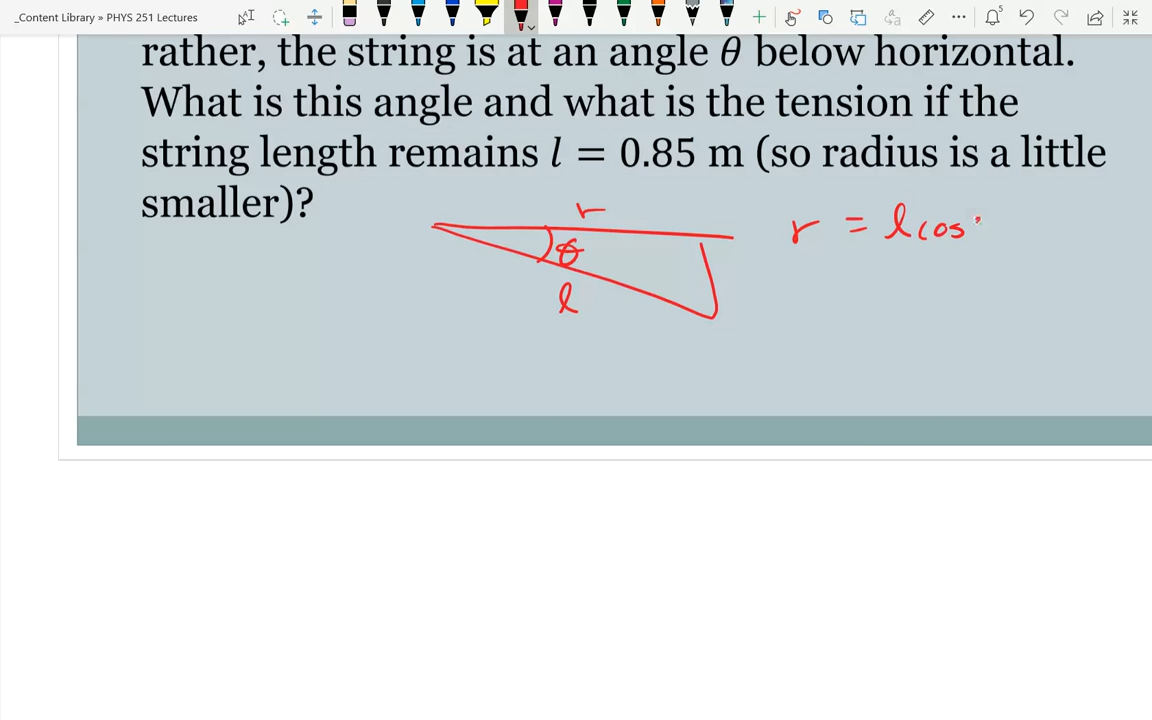 _Content Library » PHYS 251 Lectures
5
rather, the string is at an angle θ below horizontal.
What is this angle and what is the tension if the
string length remains l = 0.85 m (so radius is a little
smaller)?
r
r = l cos
θ
l